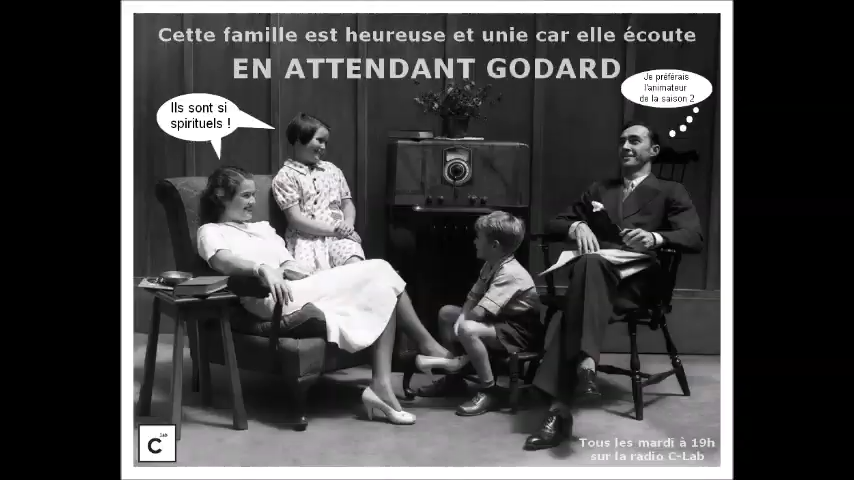 Cette famille est heureuse et unie car elle écoute
EN ATTENDANT GODARD
Je préférais
l'animateur
de la saison 2
Ils sont si
spirituels !
C LAB
Tous les mardi à 19h
sur la radio C-Lab